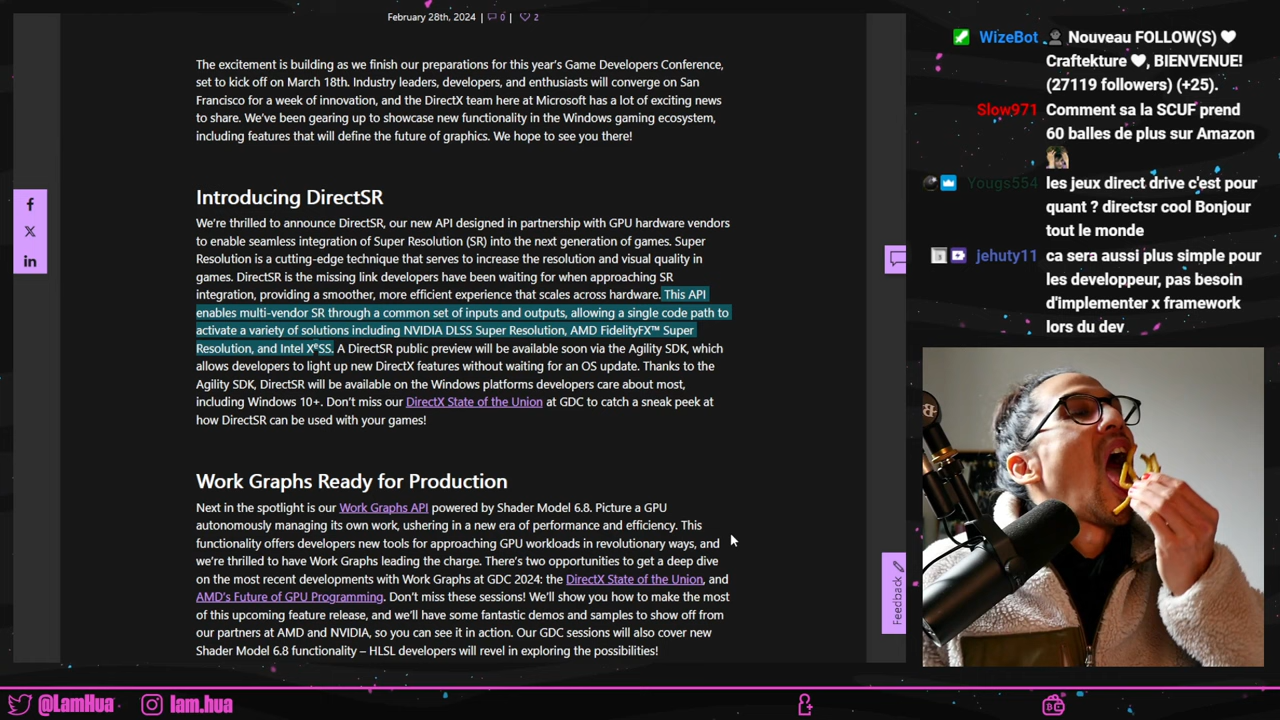 February 28th, 2024 | 0 | 2
The excitement is building as we finish our preparations for this year's Game Developers Conference,
set to kick off on March 18th. Industry leaders, developers, and enthusiasts will converge on San
Francisco for a week of innovation, and the DirectX team here at Microsoft has a lot of exciting news
to share. We've been gearing up to showcase new functionality in the Windows gaming ecosystem,
including features that will define the future of graphics. We hope to see you there!
Introducing DirectSR
We're thrilled to announce DirectSR, our new API designed in partnership with GPU hardware vendors
to enable seamless integration of Super Resolution (SR) into the next generation of games. Super
Resolution is a cutting-edge technique that serves to increase the resolution and visual quality in
games. DirectSR is the missing link developers have been waiting for when approaching SR
integration, providing a smoother, more efficient experience that scales across hardware. This API
enables multi-vendor SR through a common set of inputs and outputs, allowing a single code path to
activate a variety of solutions including NVIDIA DLSS Super Resolution, AMD FidelityFX™ Super
Resolution, and Intel XeSS. A DirectSR public preview will be available soon via the Agility SDK, which
allows developers to light up new DirectX features without waiting for an OS update. Thanks to the
Agility SDK, DirectSR will be available on the Windows platforms developers care about most,
including Windows 10+. Don't miss our DirectX State of the Union at GDC to catch a sneak peek at
how DirectSR can be used with your games!
Work Graphs Ready for Production
Next in the spotlight is our Work Graphs API powered by Shader Model 6.8. Picture a GPU
autonomously managing its own work, ushering in a new era of performance and efficiency. This
functionality offers developers new tools for approaching GPU workloads in revolutionary ways, and
we're thrilled to have Work Graphs leading the charge. There's two opportunities to get a deep dive
on the most recent developments with Work Graphs at GDC 2024: the DirectX State of the Union, and
AMD's Future of GPU Programming. Don't miss these sessions! We'll show you how to make the most
of this upcoming feature release, and we'll have some fantastic demos and samples to show off from
our partners at AMD and NVIDIA, so you can see it in action. Our GDC sessions will also cover new
Shader Model 6.8 functionality – HLSL developers will revel in exploring the possibilities!
Feedback
WizeBot Nouveau FOLLOW(S)
Craftekture, BIENVENUE!
(27119 followers) (+25).
Slow971 Comment sa la SCUF prend
60 balles de plus sur Amazon
Yougs554 les jeux direct drive c'est pour
quant ? directsr cool Bonjour
tout le monde
jehuty11 ca sera aussi plus simple pour
les developpeur, pas besoin
d'implementer x framework
lors du dev
@LamHua lam.hua